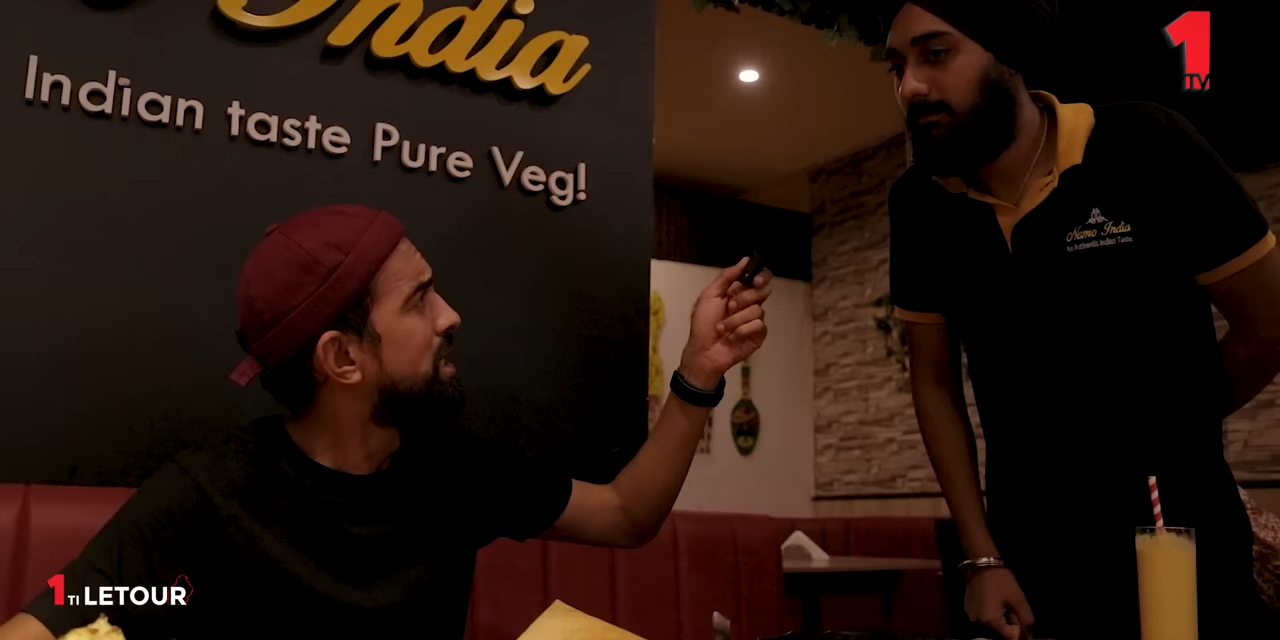 India
Indian taste Pure Veg!
1
TV
Namo India
An Authentic Indian Taste
1 TI LETOUR